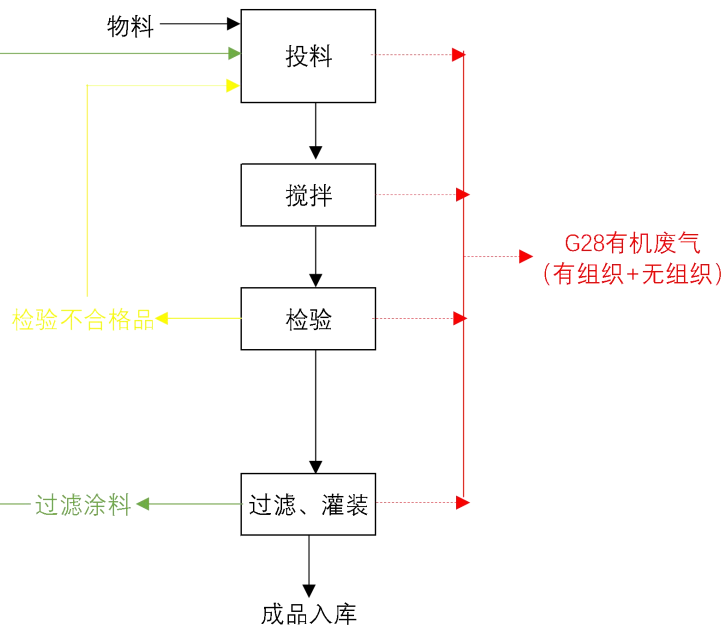 物料
投料
搅拌
G28有机废气
（有组织+无组织）
检验不合格品
检验
过滤涂料
过滤、灌装
成品入库